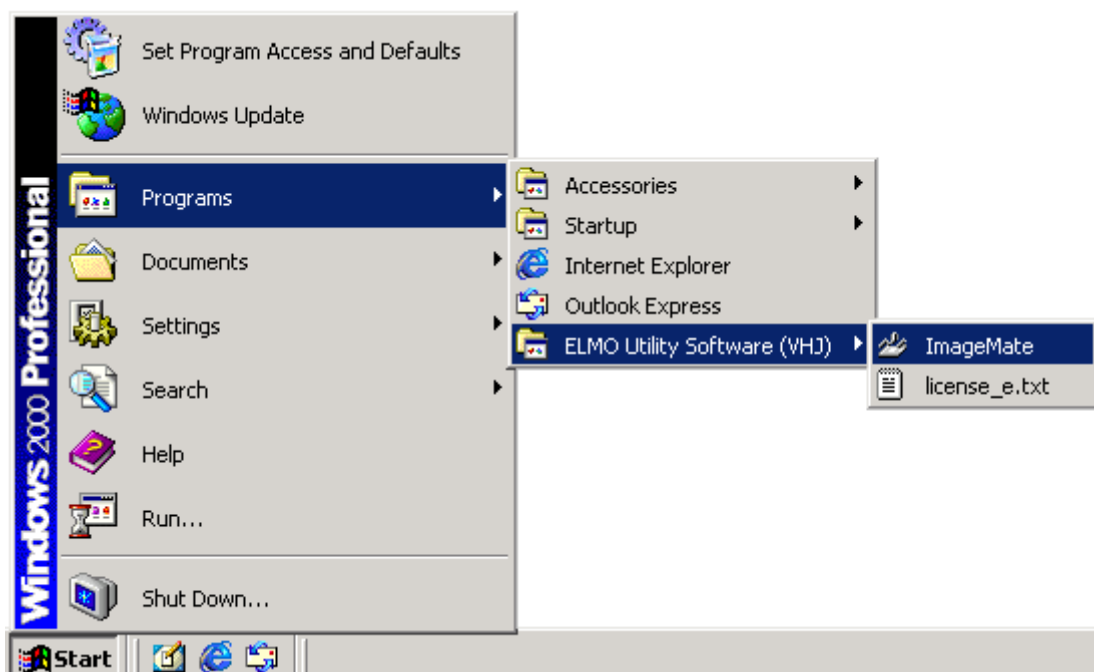 Set Program Access and Defaults
Windows Update
Programs
Documents
Settings
Search
Help
Run...
Shut Down...
Windows 2000 Professional
Accessories
Startup
Internet Explorer
Outlook Express
ELMO Utility Software (VHJ)
ImageMate
license_e.txt
Start